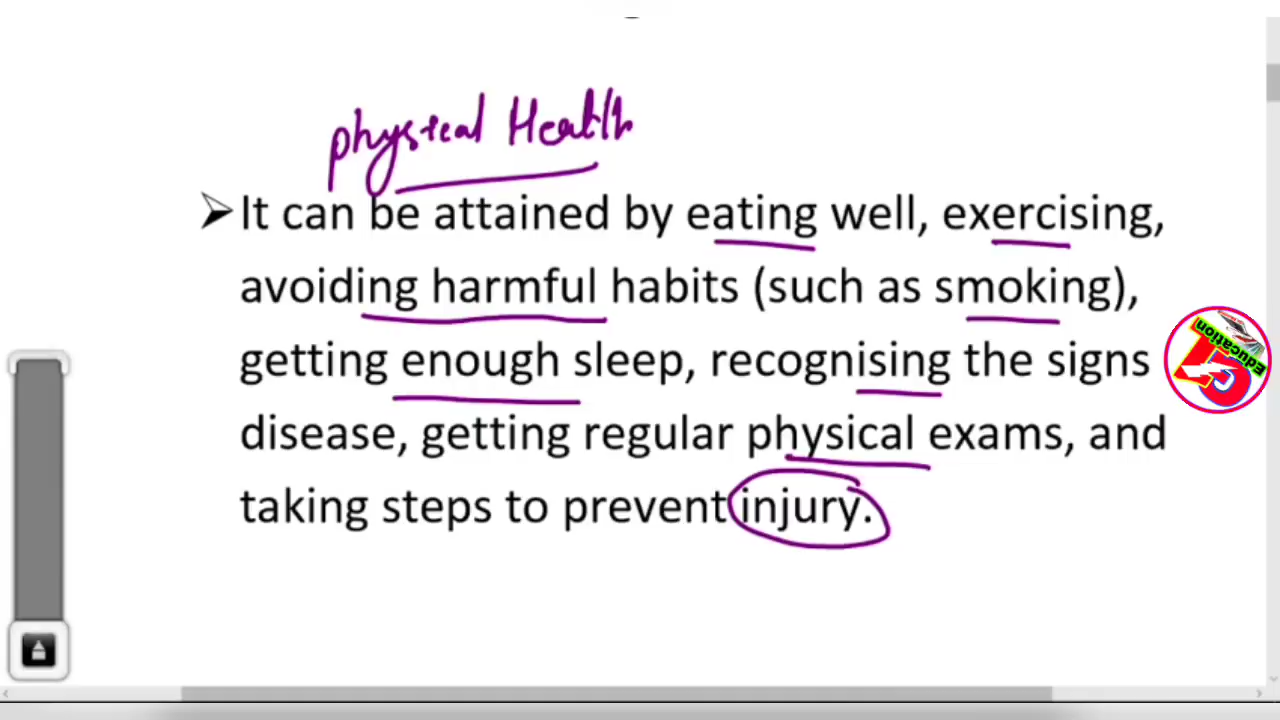 physical Health
➢It can be attained by eating well, exercising,
avoiding harmful habits (such as smoking),
getting enough sleep, recognising the signs
disease, getting regular physical exams, and
taking steps to prevent injury.
Education